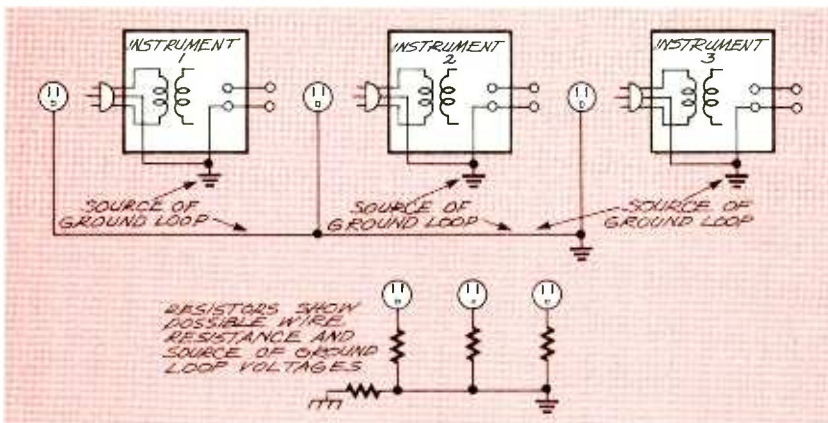 INSTRUMENT
1
INSTRUMENT
2
INSTRUMENT
3
SOURCE OF
GROUND LOOP
SOURCE OF
GROUND LOOP
SOURCE OF
GROUND LOOP
RESISTORS SHOW
POSSIBLE WIRE
RESISTANCE AND
SOURCE OF GROUND
LOOP VOLTAGES